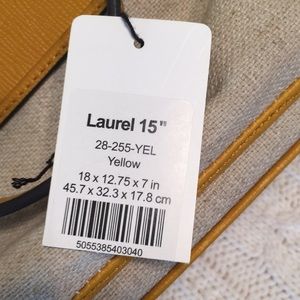 Laurel 15"
28-255-YEL
Yellow
18 x 12.75 x 7 in
45.7 x 32.3 x 17.8 cm
5055385403040